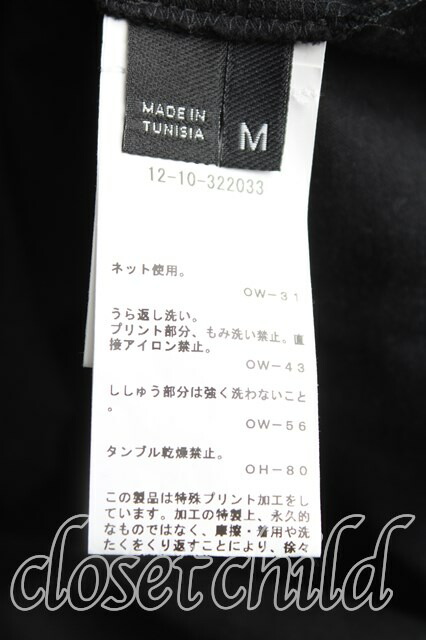 MADE IN
TUNISIA
M
12-10-322033
ネット使用。
OW-31
うら返し洗い。
プリント部分、もみ洗い禁止。直
接アイロン禁止。
OW-43
ししゅう部分は強く洗わないこと
。
OW-56
タンブル乾燥禁止。
OH-80
この製品は特殊プリント加工をし
ています。加工の特製上、永久的
なものではなく、摩擦・着用や洗
たくをくり返すことにより、徐々
closetchild